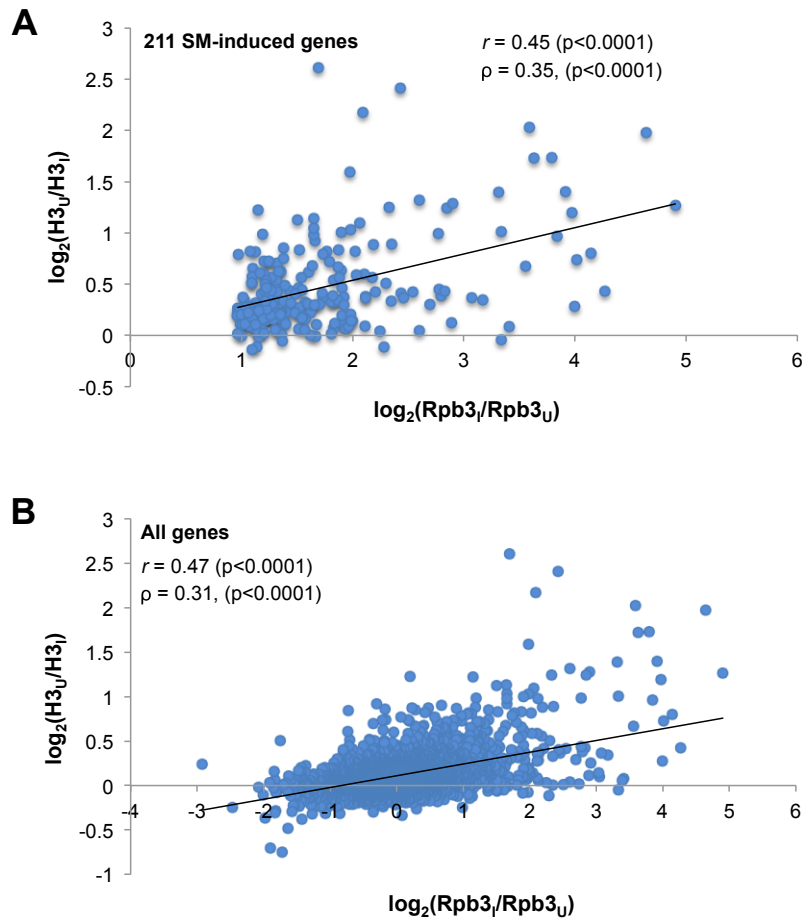 A
211 SM-induced genes
r = 0.45 (p<0.0001)
ρ = 0.35, (p<0.0001)
3
2.5
2
1.5
1
0.5
0
-0.5
0 1 2 3 4 5 6
log2(H3U/H3I)
log2(Rpb3I/Rpb3U)
B
All genes
r = 0.47 (p<0.0001)
ρ = 0.31, (p<0.0001)
3
2.5
2
1.5
1
0.5
0
-0.5
-1
-4 -3 -2 -1 0 1 2 3 4 5 6
log2(H3U/H3I)
log2(Rpb3I/Rpb3U)